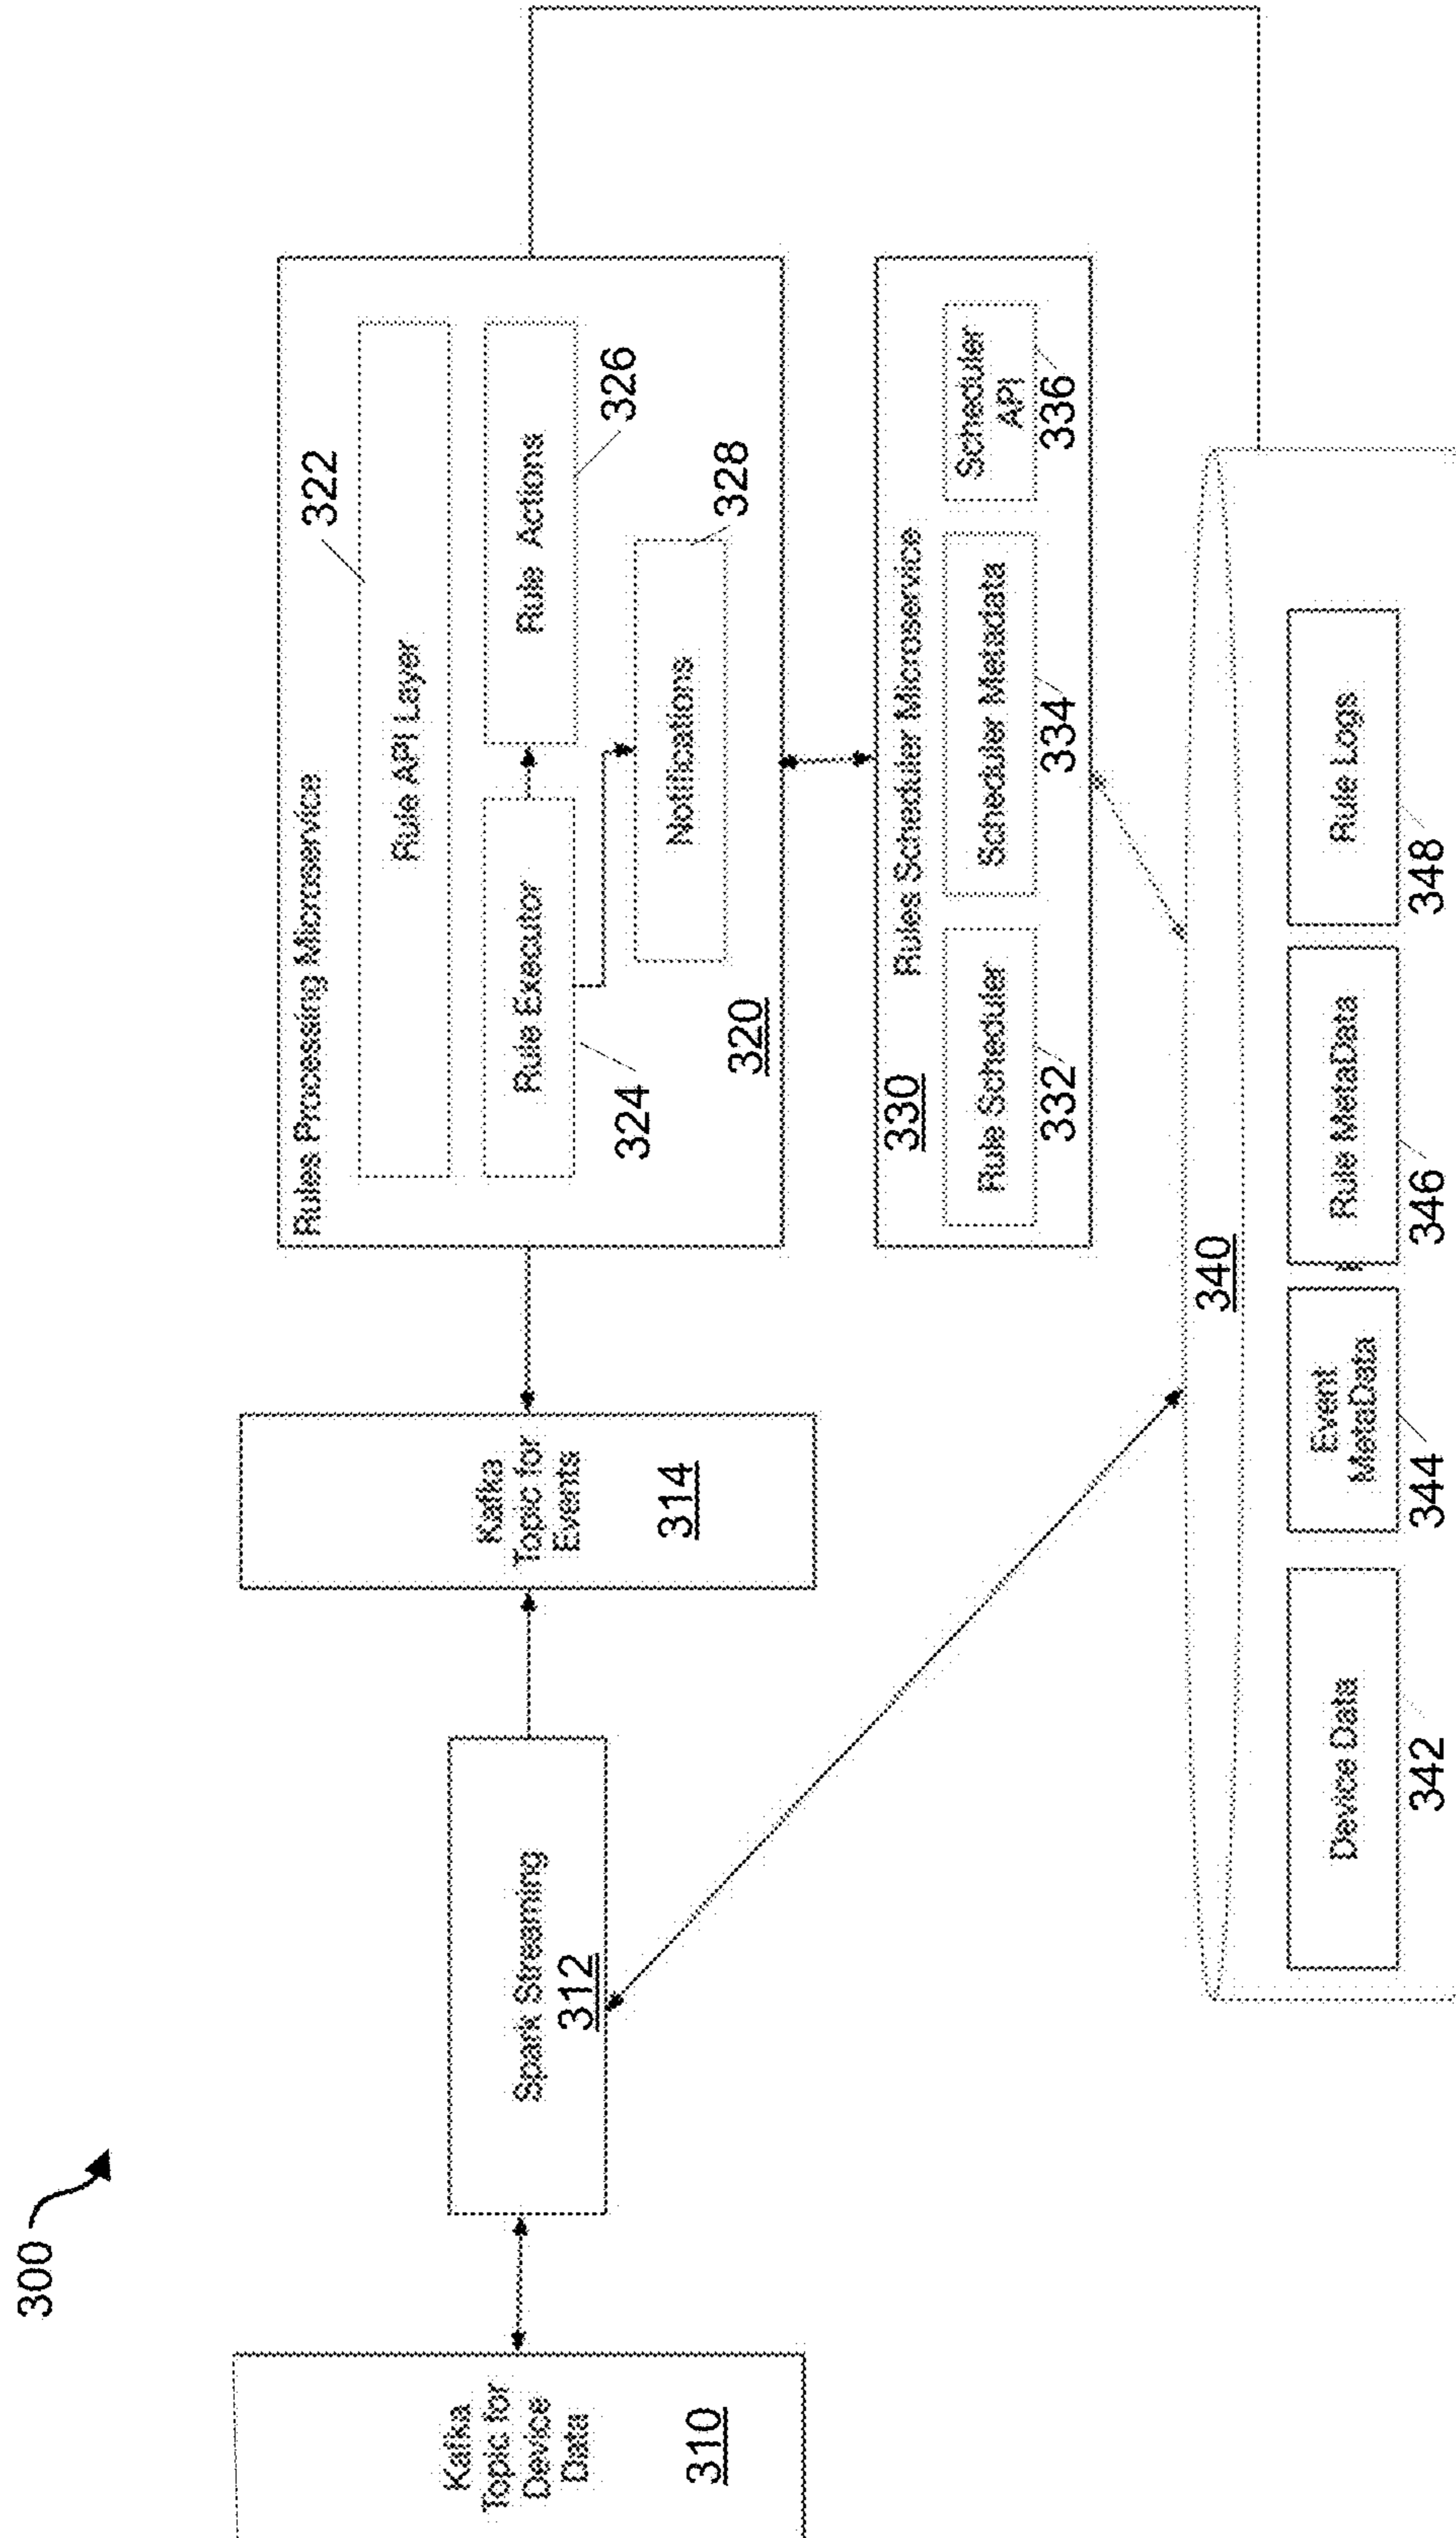 300
Rules Processing Microservice
322
Rule API Layer
Rule Executor
Rule Actions
324
326
Notifications
328
320
Kafka
Topic for
Device
Data
310
Spark Streaming
312
Kafka
Topic for
Events
314
Rules Scheduler Microservice
330
Rule Scheduler
332
Scheduler Metadata
334
Scheduler
API
336
340
Device Data
342
Event
MetaData
344
Rule MetaData
346
Rule Logs
348